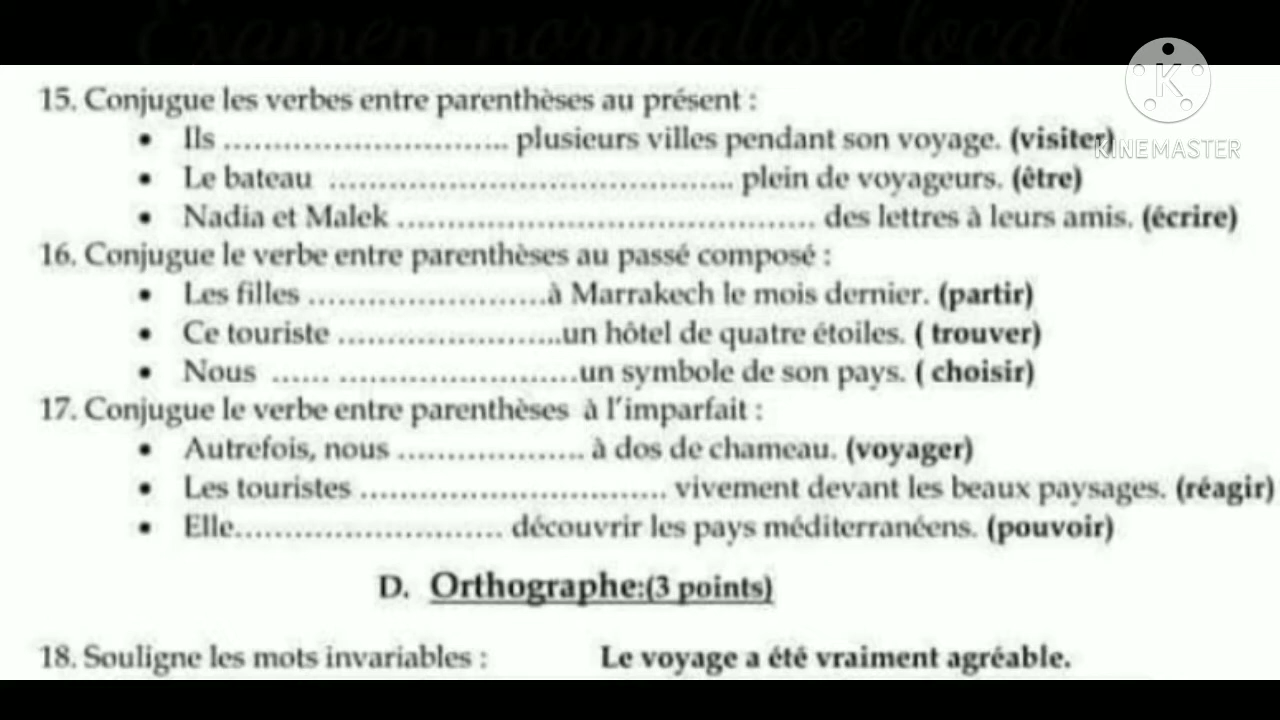 Examen normalisé local
K
KINEMASTER
15. Conjugue les verbes entre parenthèses au présent :
• Ils ............................... plusieurs villes pendant son voyage. (visiter)
• Le bateau ............................................ plein de voyageurs. (être)
• Nadia et Malek ............................................. des lettres à leurs amis. (écrire)
16. Conjugue le verbe entre parenthèses au passé composé :
• Les filles ..........................à Marrakech le mois dernier. (partir)
• Ce touriste .........................un hôtel de quatre étoiles. ( trouver)
• Nous ...... ..........................un symbole de son pays. ( choisir)
17. Conjugue le verbe entre parenthèses à l'imparfait :
• Autrefois, nous .................... à dos de chameau. (voyager)
• Les touristes ................................. vivement devant les beaux paysages. (réagir)
• Elle............................. découvrir les pays méditerranéens. (pouvoir)
D. Orthographe:(3 points)
18. Souligne les mots invariables : Le voyage a été vraiment agréable.